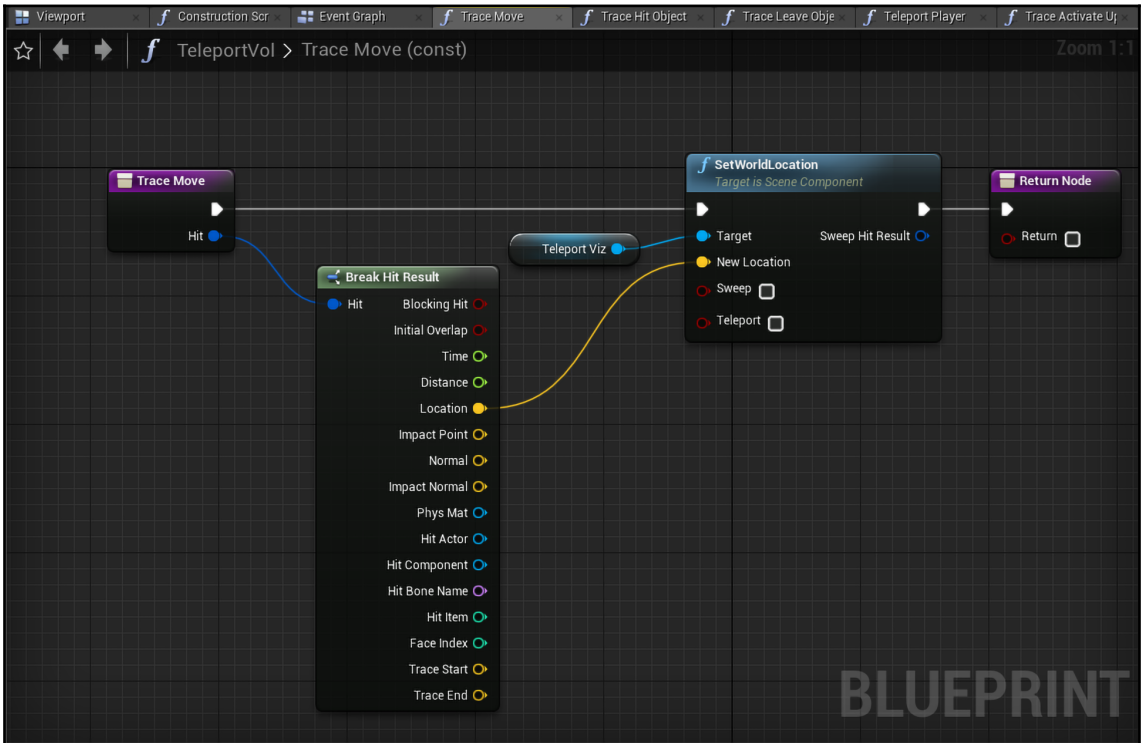 Viewport
Construction Scr
Event Graph
Trace Move
Trace Hit Object
Trace Leave Obje
Teleport Player
Trace Activate U
TeleportVol > Trace Move (const)
Zoom 1:1
Trace Move
Hit
Break Hit Result
Hit
Blocking Hit
Initial Overlap
Time
Distance
Location
Impact Point
Normal
Impact Normal
Phys Mat
Hit Actor
Hit Component
Hit Bone Name
Hit Item
Face Index
Trace Start
Trace End
Teleport Viz
f SetWorldLocation
Target is Scene Component
Target
Sweep Hit Result
New Location
Sweep
Teleport
Return Node
Return
BLUEPRINT